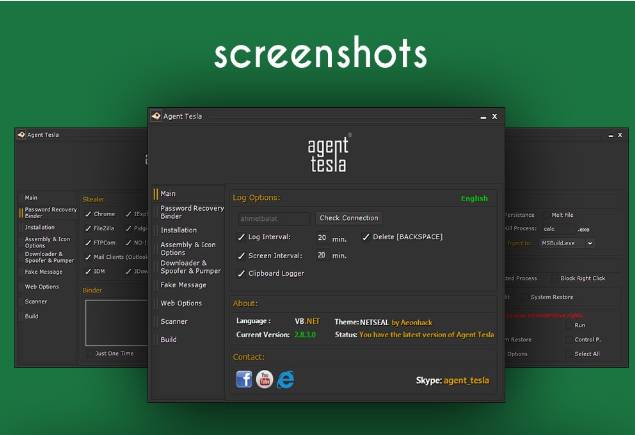 screenshots
Agent Tesla
Main
Password Recovery
Binder
Installation
Assembly & Icon
Options
Downloader &
Spoofer & Pumper
Fake Message
Web Options
Scanner
Build
Stealer
Chrome
FileZilla
FTPCom
Mail Clients (Outlook
IDM
Binder
Just One Time
Agent Tesla
agent
tesla
Main
Password Recovery
Binder
Installation
Assembly & Icon
Options
Downloader &
Spoofer & Pumper
Fake Message
Web Options
Scanner
Build
Log Options:
English
ahmetbalat
Check Connection
Log Interval:
20 min.
Delete [BACKSPACE]
Screen Interval:
20 min.
Clipboard Logger
About:
Language :
VB.NET
Theme:NETSEAL by Aeonhack
Current Version: 2.8.3.0
Status: You have the latest version of Agent Tesla
Contact:
You
Tube
Skype: agent_tesla
Persistance
Melt File
Kill Process:
calc
.exe
MSBuild.exe
Process
Block Right Click
System Restore
Run
Restore
Control P.
Options
Select All